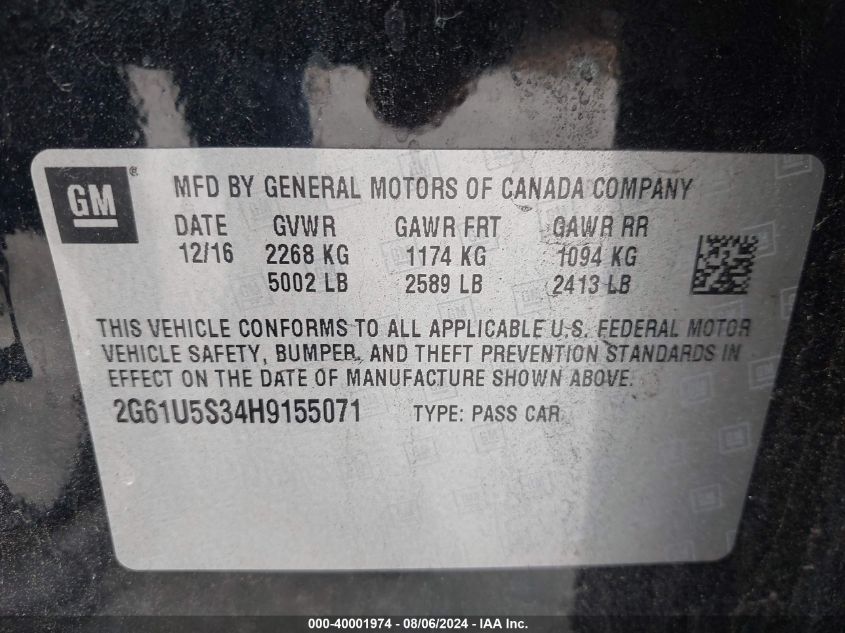 GM®
MFD BY GENERAL MOTORS OF CANADA COMPANY
DATE GVWR GAWR FRT GAWR RR
12/16 2268 KG 1174 KG 1094 KG
5002 LB 2589 LB 2413 LB
THIS VEHICLE CONFORMS TO ALL APPLICABLE U.S. FEDERAL MOTOR
VEHICLE SAFETY, BUMPER, AND THEFT PREVENTION STANDARDS IN
EFFECT ON THE DATE OF MANUFACTURE SHOWN ABOVE.
2G61U5S34H9155071 TYPE: PASS CAR
000-40001974 - 08/06/2024 - IAA Inc.